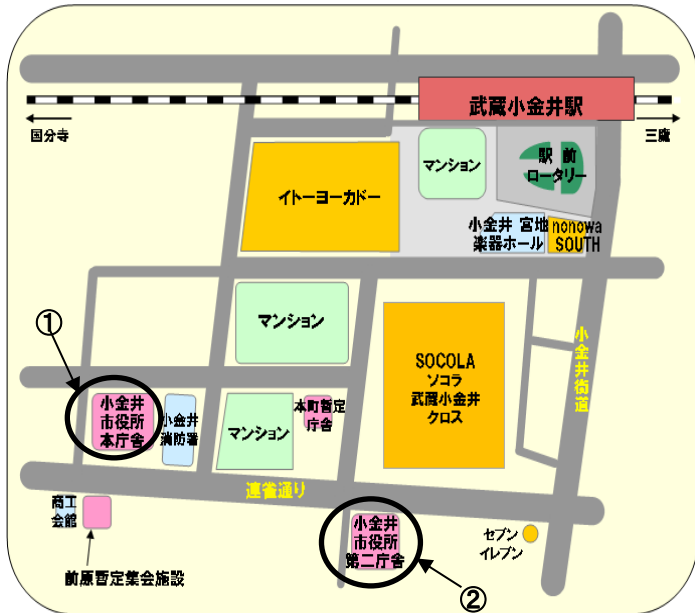 武蔵小金井駅
国分寺
三鷹
マンション
駅 前
ロータリー
イトーヨーカドー
小金井 宮地
楽器ホール
nonowa
SOUTH
マンション
小金井街道
①
SOCOLA
ソコラ
武蔵小金井
クロス
小金井
市役所
本庁舎
小金井
消防署
マンション
本町暫定
庁舎
連雀通り
商工
会館
小金井
市役所
第二庁舎
セブン
イレブン
前原暫定集会施設
②